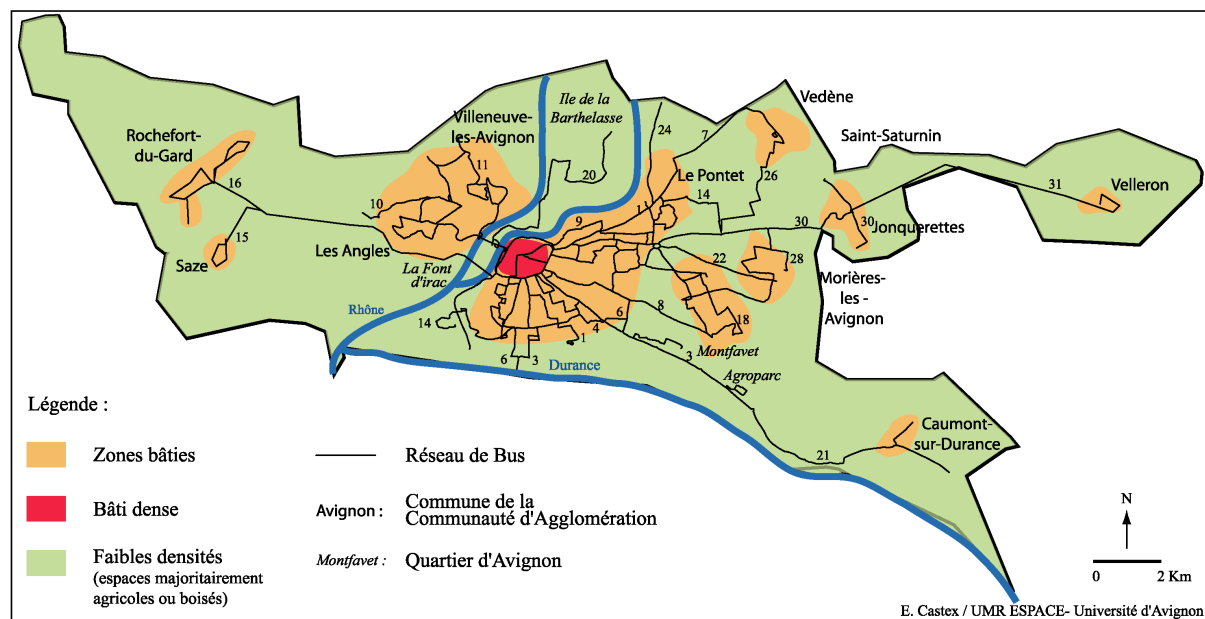 Vedène
Ile de la
Barthelasse
Villeneuve-
les-Avignon
24
7
Saint-Saturnin
Rochefort-
du-Gard
11
20
Le Pontet
14
26
31
Velleron
16
10
9
1
30
30
Jonquerettes
15
Saze
Les Angles
La Font
d'irac
22
28
Morières-
les -
Avignon
Rhône
14
6
8
18
4
1
3
Montfavet
6
3
Durance
Agroparc
Caumont-
sur-Durance
21
Légende :
Zones bâties
Réseau de Bus
Bâti dense
Avignon :
Commune de la
Communauté d'Agglomération
Faibles densités
(espaces majoritairement
agricoles ou boisés)
Montfavet :
Quartier d'Avignon
N
0
2 Km
E. Castex / UMR ESPACE- Université d'Avignon